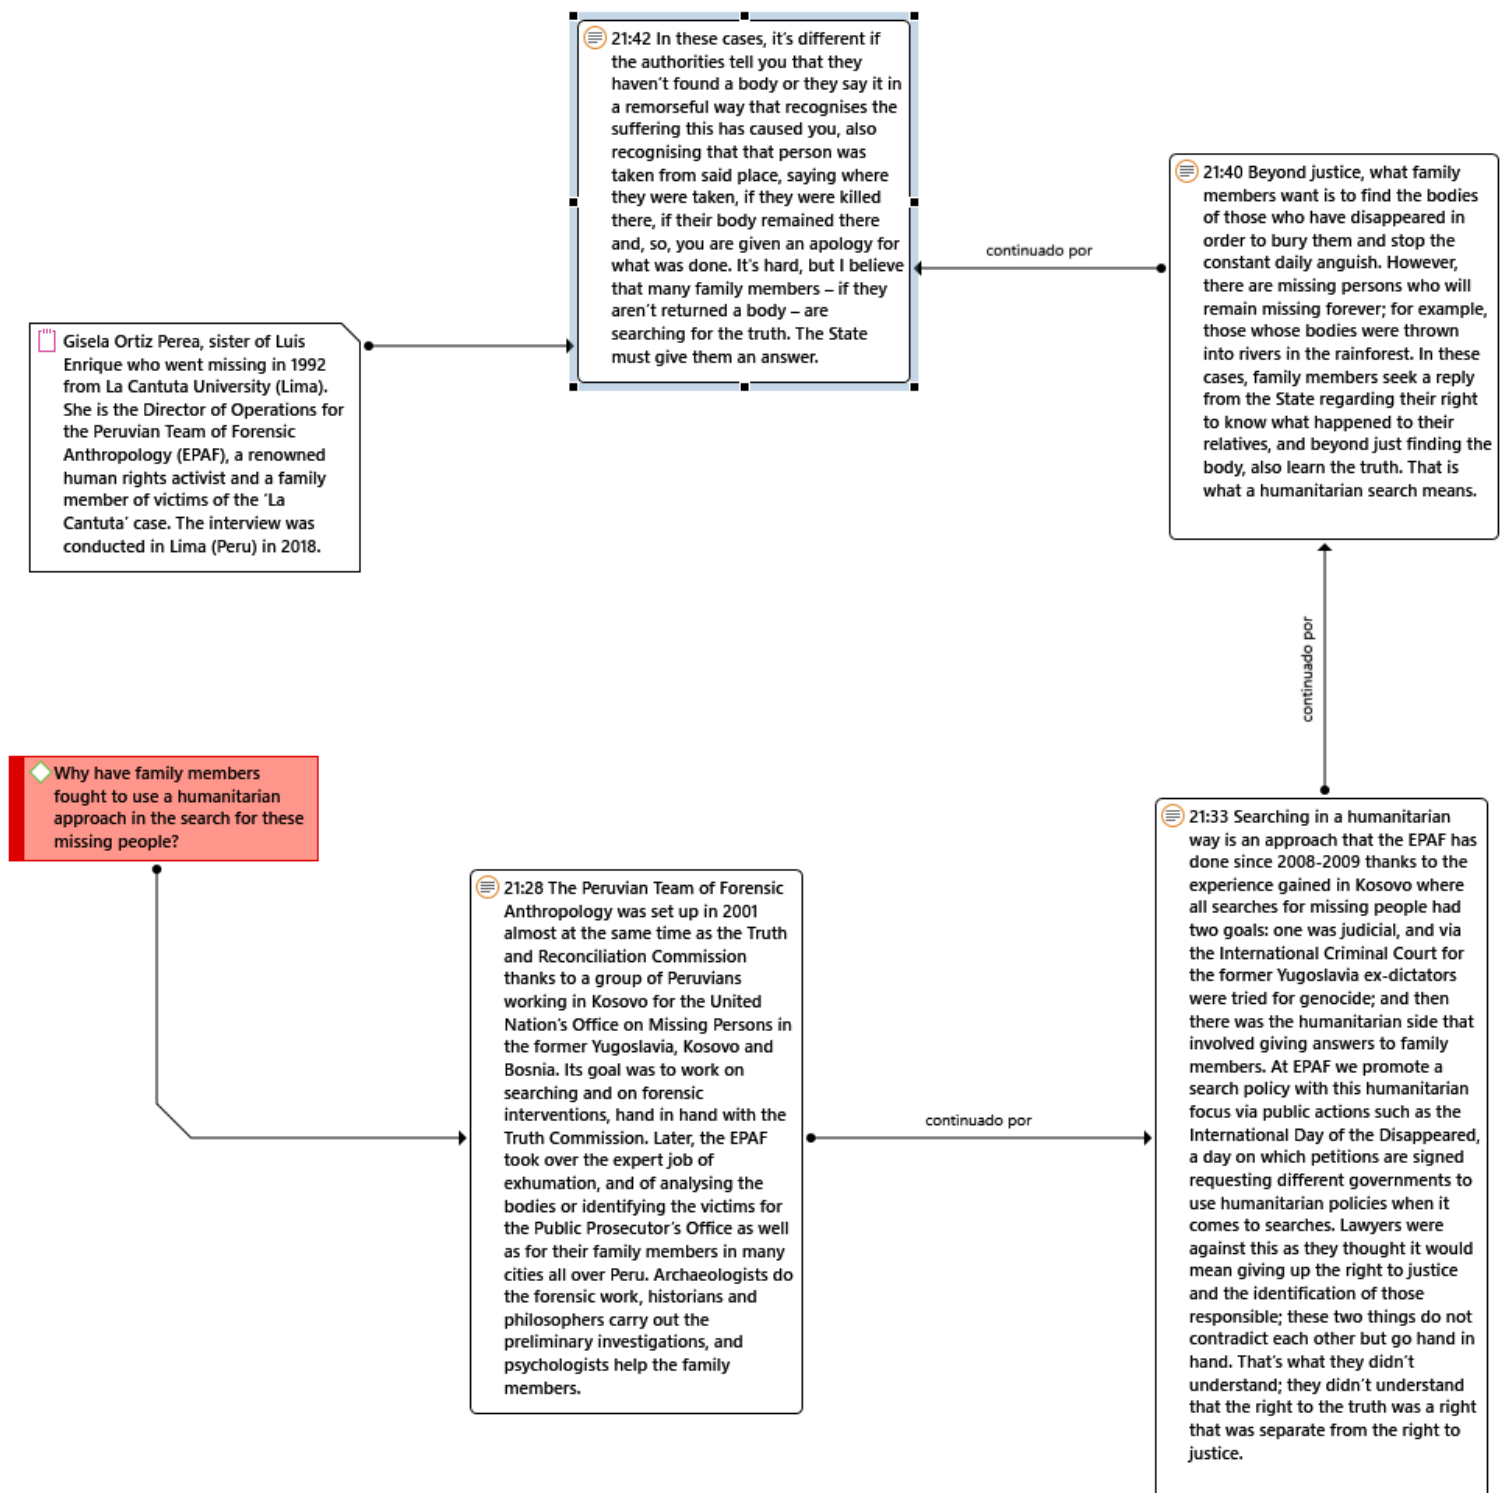 21:42 In these cases, it's different if
the authorities tell you that they
haven't found a body or they say it in
a remorseful way that recognises the
suffering this has caused you, also
recognising that that person was
taken from said place, saying where
they were taken, if they were killed
there, if their body remained there
and, so, you are given an apology for
what was done. It's hard, but I believe
that many family members – if they
aren't returned a body – are
searching for the truth. The State
must give them an answer.
21:40 Beyond justice, what family
members want is to find the bodies
of those who have disappeared in
order to bury them and stop the
constant daily anguish. However,
there are missing persons who will
remain missing forever; for example,
those whose bodies were thrown
into rivers in the rainforest. In these
cases, family members seek a reply
from the State regarding their right
to know what happened to their
relatives, and beyond just finding the
body, also learn the truth. That is
what a humanitarian search means.
continuado por
Gisela Ortiz Perea, sister of Luis
Enrique who went missing in 1992
from La Cantuta University (Lima).
She is the Director of Operations for
the Peruvian Team of Forensic
Anthropology (EPAF), a renowned
human rights activist and a family
member of victims of the 'La
Cantuta' case. The interview was
conducted in Lima (Peru) in 2018.
continuado por
Why have family members
fought to use a humanitarian
approach in the search for these
missing people?
21:28 The Peruvian Team of Forensic
Anthropology was set up in 2001
almost at the same time as the Truth
and Reconciliation Commission
thanks to a group of Peruvians
working in Kosovo for the United
Nation's Office on Missing Persons in
the former Yugoslavia, Kosovo and
Bosnia. Its goal was to work on
searching and on forensic
interventions, hand in hand with the
Truth Commission. Later, the EPAF
took over the expert job of
exhumation, and of analysing the
bodies or identifying the victims for
the Public Prosecutor's Office as well
as for their family members in many
cities all over Peru. Archaeologists do
the forensic work, historians and
philosophers carry out the
preliminary investigations, and
psychologists help the family
members.
continuado por
21:33 Searching in a humanitarian
way is an approach that the EPAF has
done since 2008-2009 thanks to the
experience gained in Kosovo where
all searches for missing people had
two goals: one was judicial, and via
the International Criminal Court for
the former Yugoslavia ex-dictators
were tried for genocide; and then
there was the humanitarian side that
involved giving answers to family
members. At EPAF we promote a
search policy with this humanitarian
focus via public actions such as the
International Day of the Disappeared,
a day on which petitions are signed
requesting different governments to
use humanitarian policies when it
comes to searches. Lawyers were
against this as they thought it would
mean giving up the right to justice
and the identification of those
responsible; these two things do not
contradict each other but go hand in
hand. That's what they didn't
understand; they didn't understand
that the right to the truth was a right
that was separate from the right to
justice.